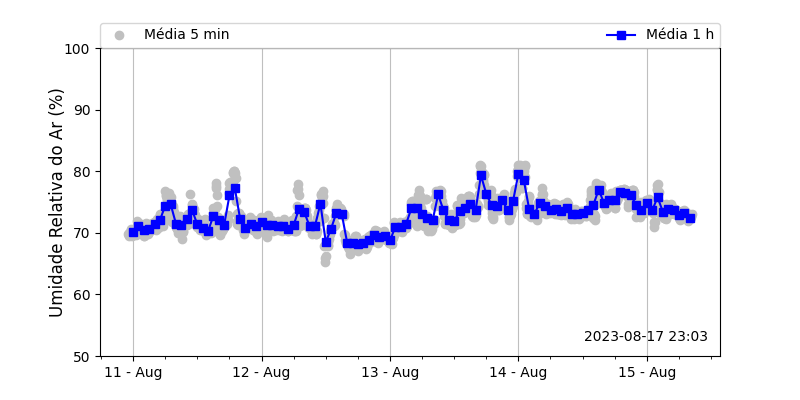 Média 5 min
Média 1 h
Umidade Relativa do Ar (%)
100
90
80
70
60
50
2023-08-17 23:03
11 - Aug
12 - Aug
13 - Aug
14 - Aug
15 - Aug